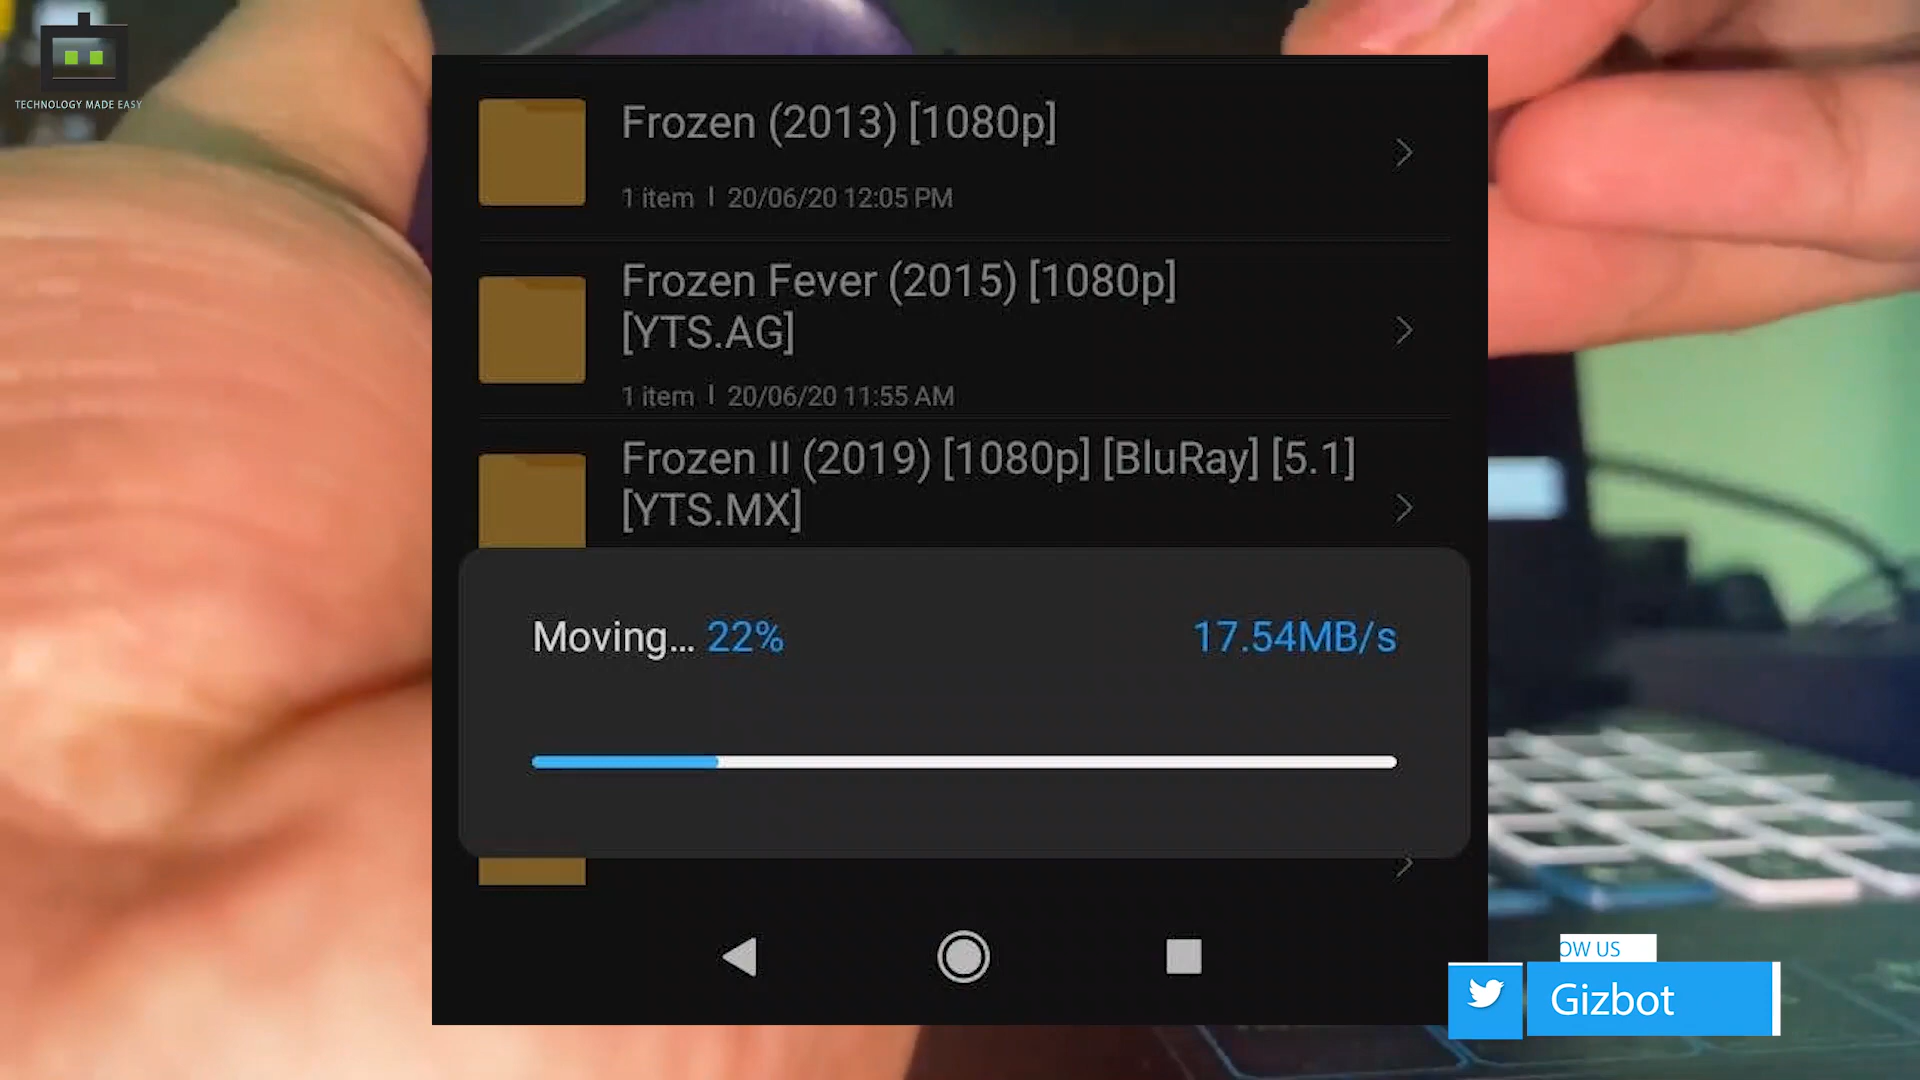 TECHNOLOGY MADE EASY
Frozen (2013) [1080p]
1 item | 20/06/20 12:05 PM
Frozen Fever (2015) [1080p]
[YTS.AG]
1 item | 20/06/20 11:55 AM
Frozen II (2019) [1080p] [BluRay] [5.1]
[YTS.MX]
Moving... 22%
17.54MB/s
OW US
Gizbot